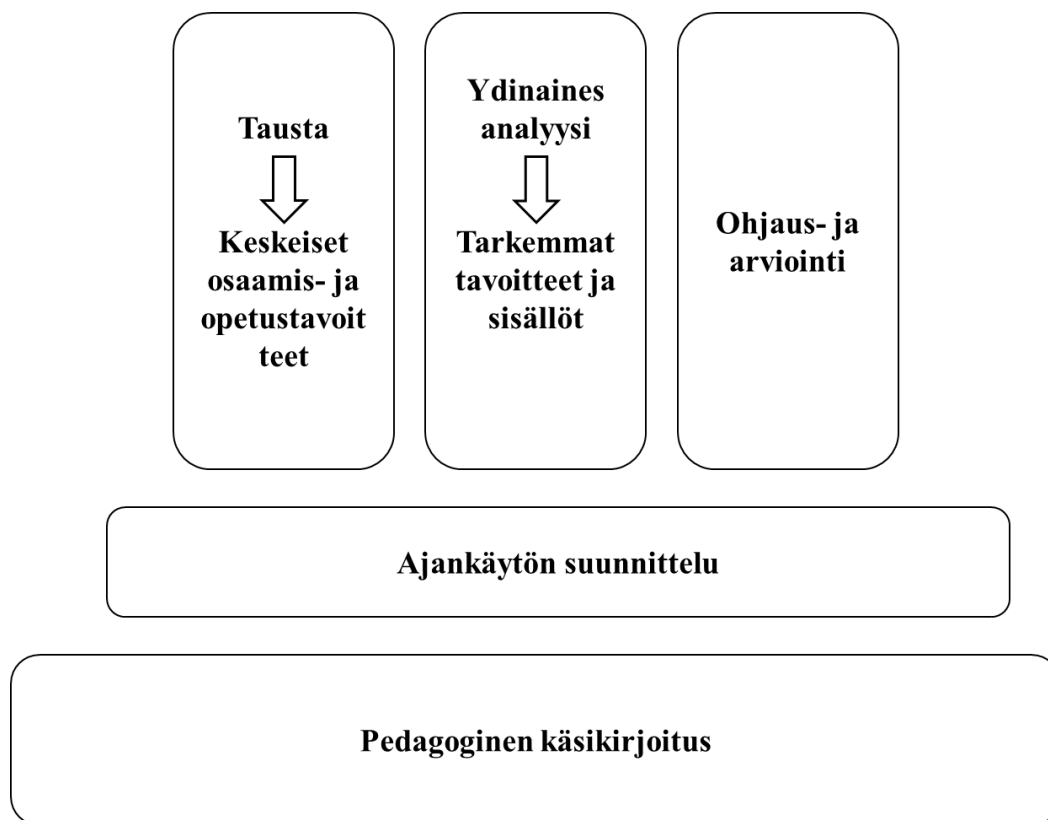 Tausta
Keskeiset
osaamis- ja
opetustavoit
teet
Ydinaines
analyysi
Tarkemmat
tavoitteet ja
sisällöt
Ohjaus- ja
arviointi
Ajankäytön suunnittelu
Pedagoginen käsikirjoitus